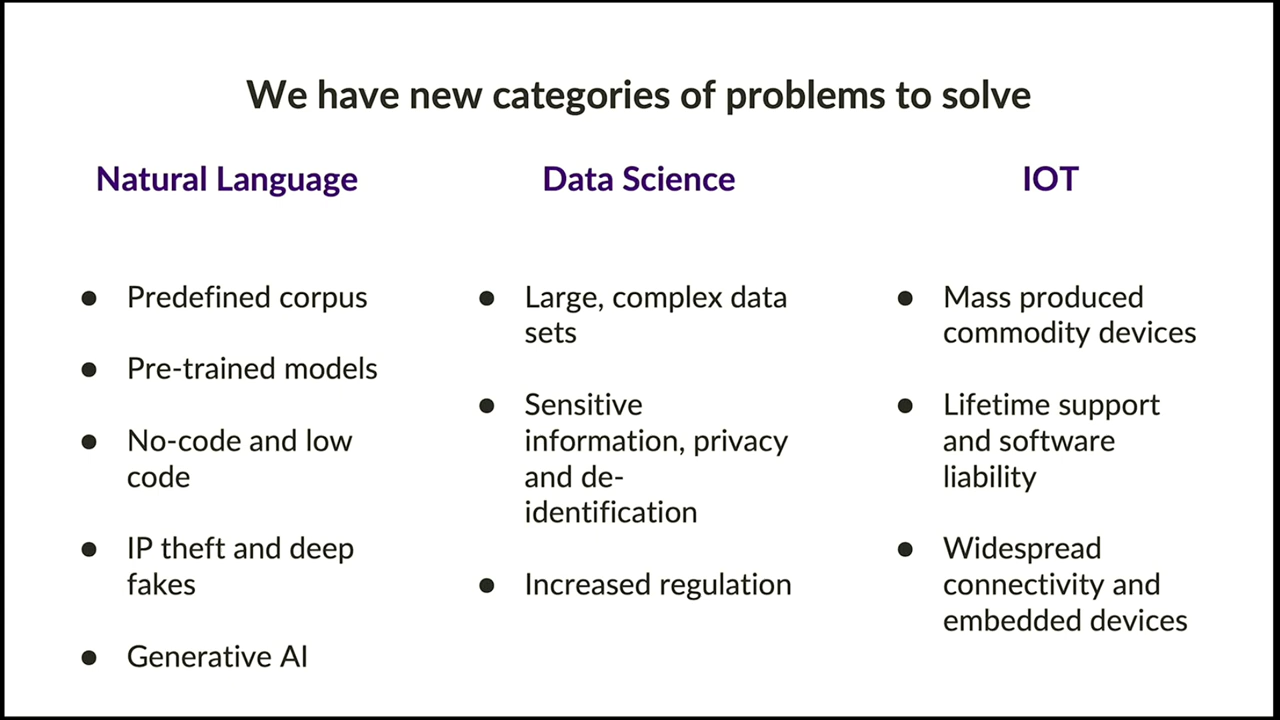 We have new categories of problems to solve
Natural Language
Predefined corpus
Pre-trained models
No-code and low
code
IP theft and deep
fakes
Generative AI
Data Science
Large, complex data
sets
Sensitive
information, privacy
and de-
identification
Increased regulation
IOT
Mass produced
commodity devices
Lifetime support
and software
liability
Widespread
connectivity and
embedded devices